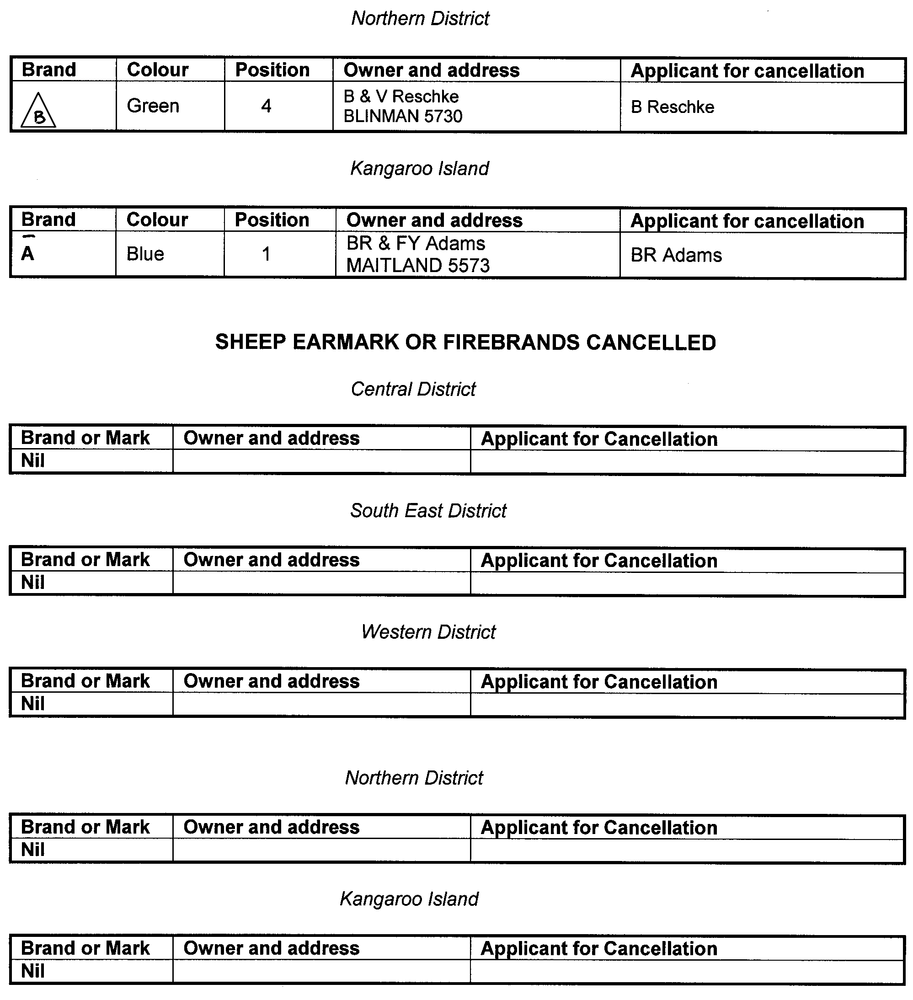 Northern District
Brand Colour Position Owner and address Applicant for cancellation
B Green 4 B & V Reschke B Reschke
BLINMAN 5730
Kangaroo Island
Brand Colour Position Owner and address Applicant for cancellation
A Blue 1 BR & FY Adams BR Adams
MAITLAND 5573
SHEEP EARMARK OR FIREBRANDS CANCELLED
Central District
Brand or Mark Owner and address Applicant for Cancellation
Nil
South East District
Brand or Mark Owner and address Applicant for Cancellation
Nil
Western District
Brand or Mark Owner and address Applicant for Cancellation
Nil
Northern District
Brand or Mark Owner and address Applicant for Cancellation
Nil
Kangaroo Island
Brand or Mark Owner and address Applicant for Cancellation
Nil